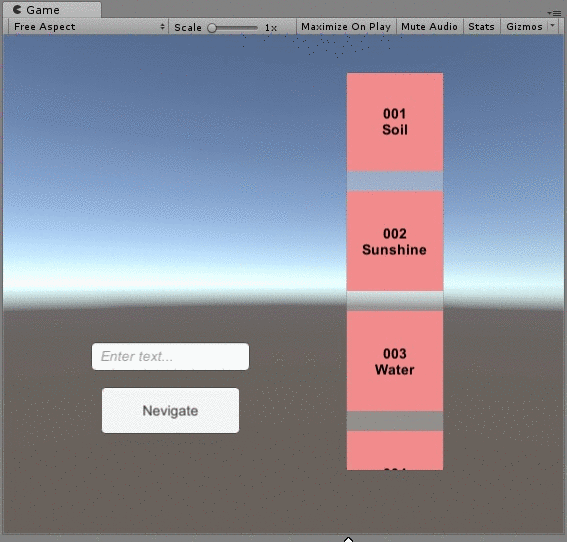 Game
Free Aspect
Scale
1x
Maximize On Play
Mute Audio
Stats
Gizmos
001
Soil
002
Sunshine
003
Water
Enter text...
Nevigate